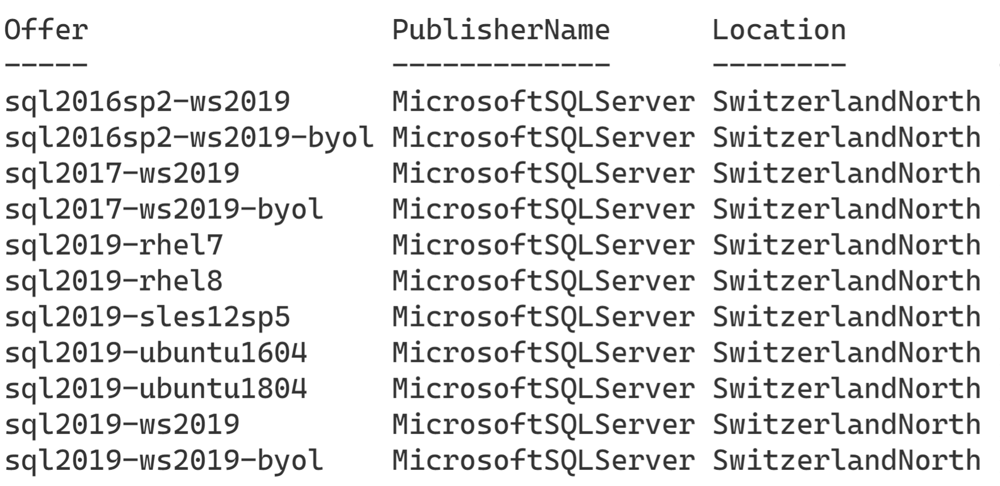 Offer                  PublisherName      Location
-----                  -------------      --------
sql2016sp2-ws2019      MicrosoftSQLServer SwitzerlandNorth
sql2016sp2-ws2019-byol MicrosoftSQLServer SwitzerlandNorth
sql2017-ws2019         MicrosoftSQLServer SwitzerlandNorth
sql2017-ws2019-byol    MicrosoftSQLServer SwitzerlandNorth
sql2019-rhel7          MicrosoftSQLServer SwitzerlandNorth
sql2019-rhel8          MicrosoftSQLServer SwitzerlandNorth
sql2019-sles12sp5      MicrosoftSQLServer SwitzerlandNorth
sql2019-ubuntu1604     MicrosoftSQLServer SwitzerlandNorth
sql2019-ubuntu1804     MicrosoftSQLServer SwitzerlandNorth
sql2019-ws2019         MicrosoftSQLServer SwitzerlandNorth
sql2019-ws2019-byol    MicrosoftSQLServer SwitzerlandNorth